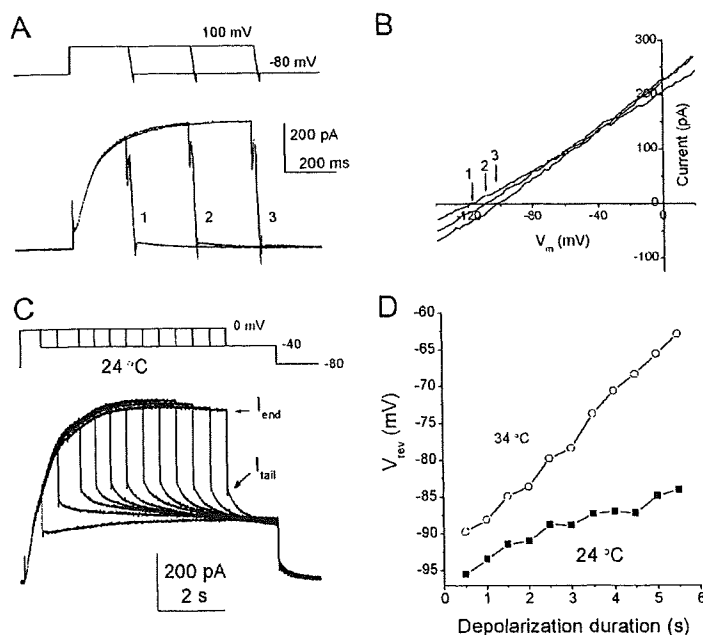 A
100 mV
-80 mV
200 pA
200 ms
1
2
3
B
300
200
100
0
-100
1
2
3
-120
-80
-40
0
Vm (mV)
Current (pA)
C
0 mV
-40
-80
24 °C
Iend
Itail
200 pA
2 s
D
-60
-65
-70
-75
-80
-85
-90
-95
Vrev (mV)
34 °C
24 °C
0
1
2
3
4
5
6
Depolarization duration (s)